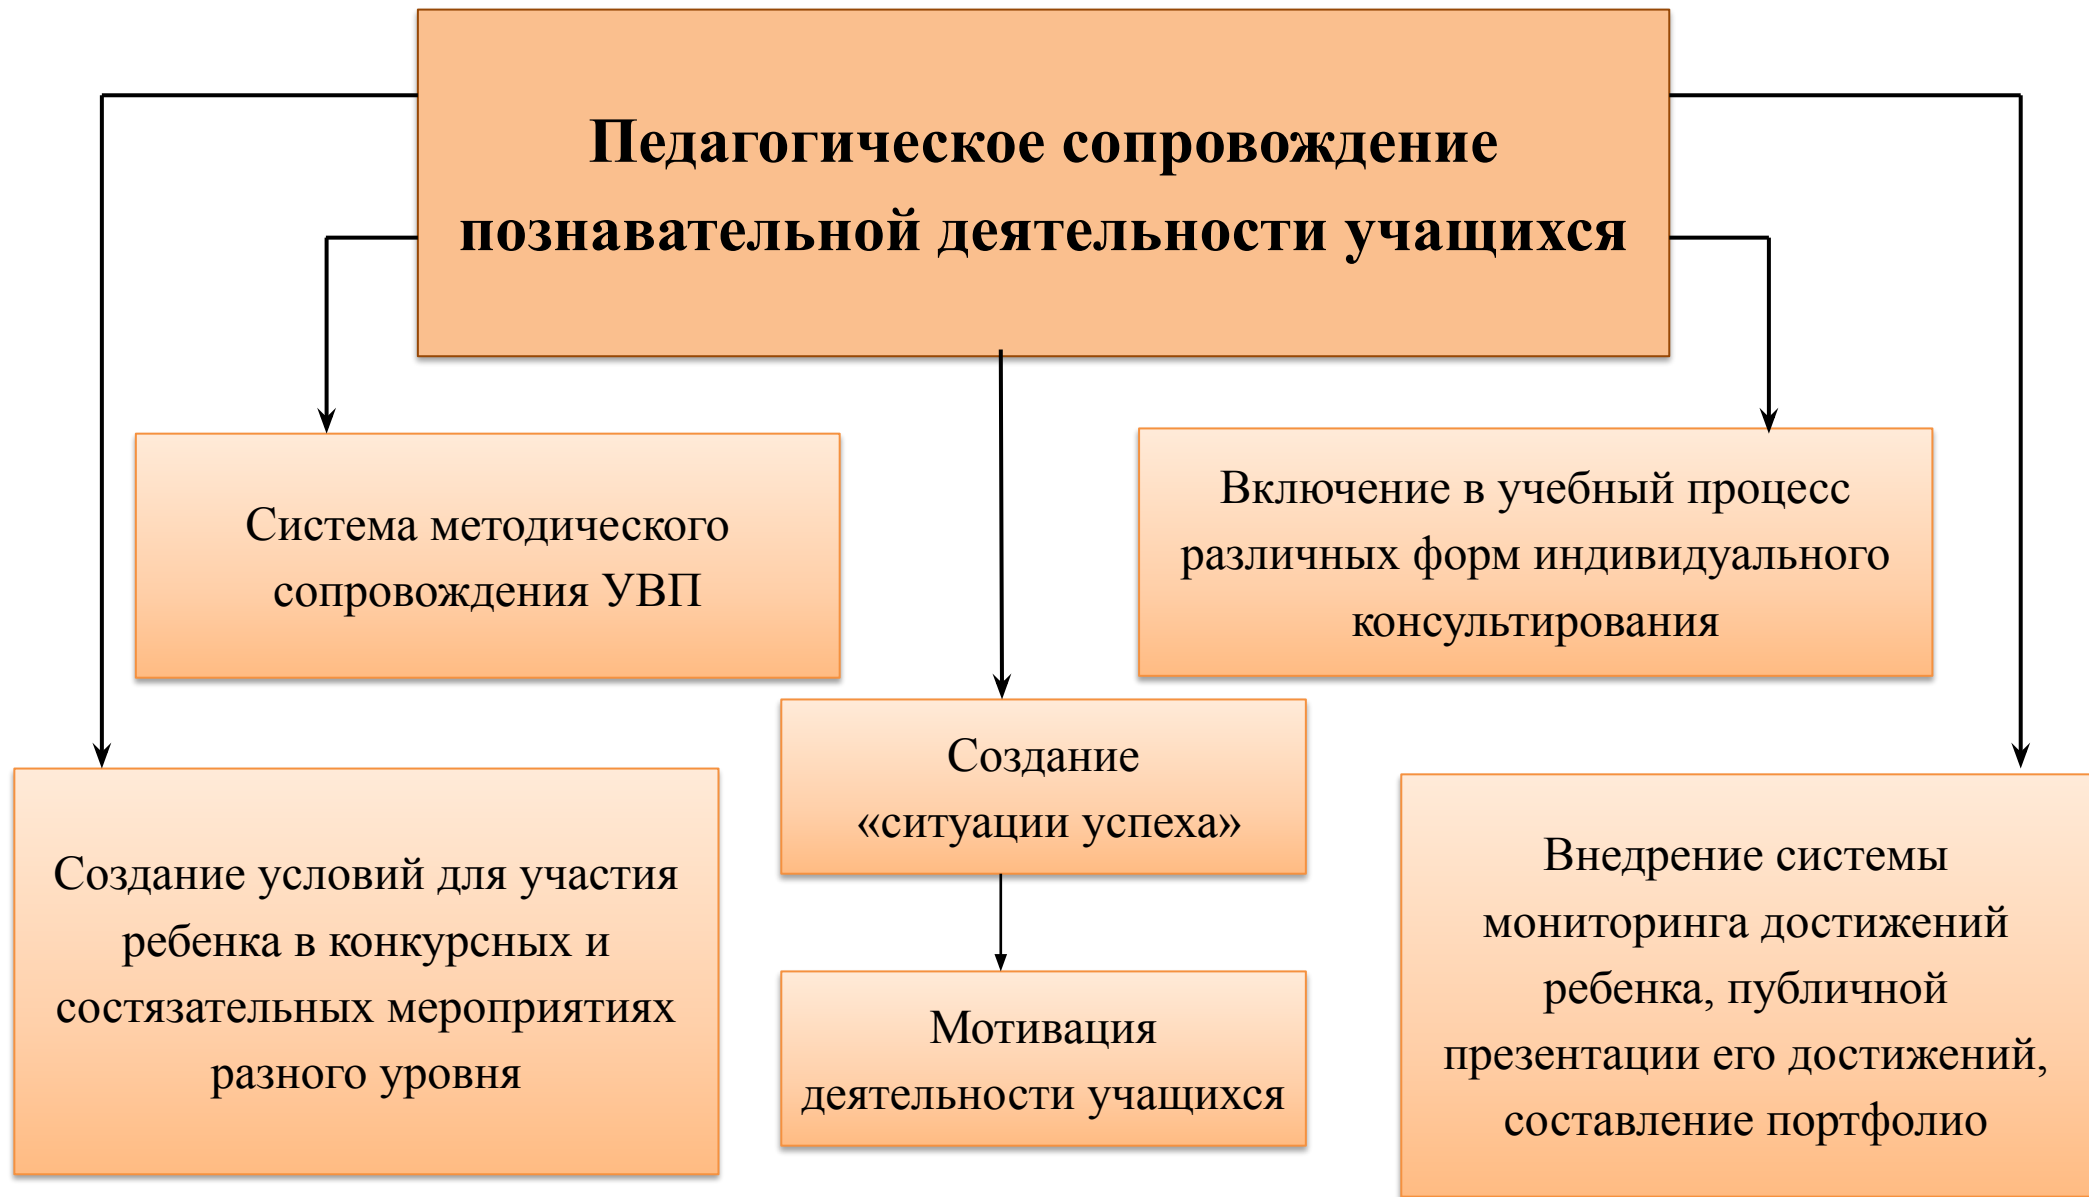 Педагогическое сопровождение
познавательной деятельности учащихся
Система методического
сопровождения УВП
Включение в учебный процесс
различных форм индивидуального
консультирования
Создание
«ситуации успеха»
Создание условий для участия
ребенка в конкурсных и
состязательных мероприятиях
разного уровня
Мотивация
деятельности учащихся
Внедрение системы
мониторинга достижений
ребенка, публичной
презентации его достижений,
составление портфолио